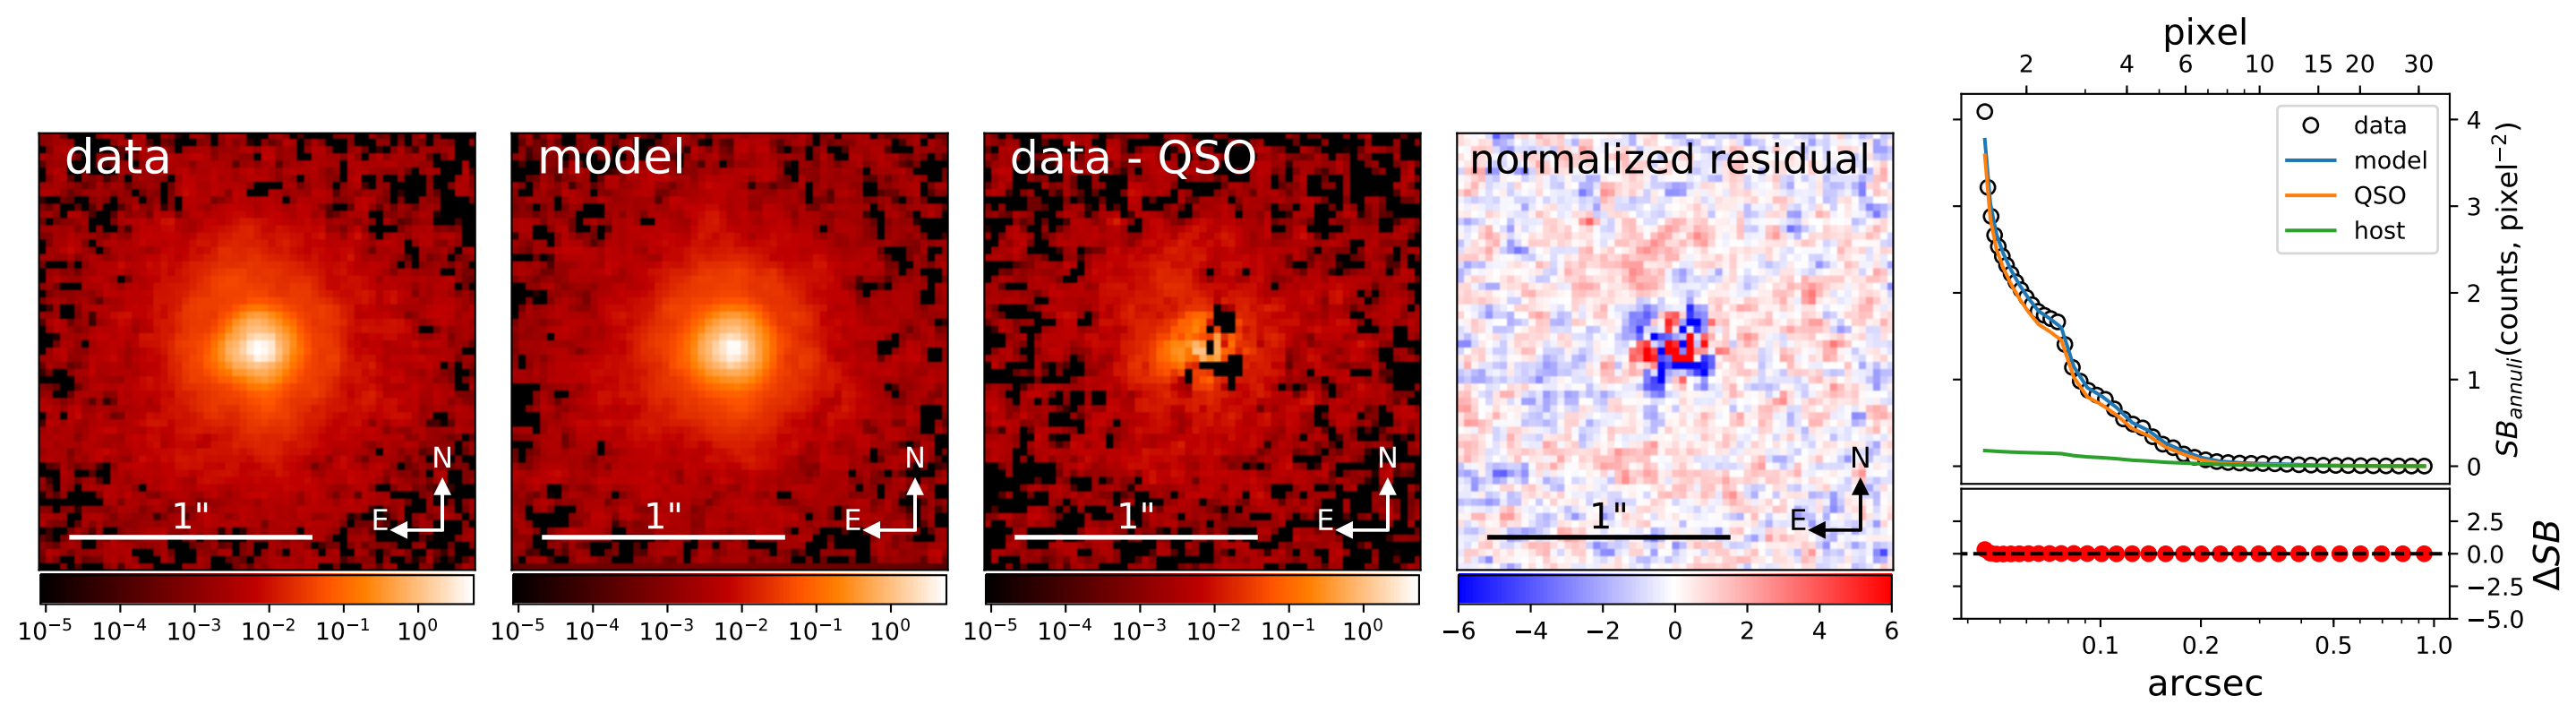 data
N
E
1"
10⁻⁵ 10⁻⁴ 10⁻³ 10⁻² 10⁻¹ 10⁰
model
N
E
1"
10⁻⁵ 10⁻⁴ 10⁻³ 10⁻² 10⁻¹ 10⁰
data - QSO
N
E
1"
10⁻⁵ 10⁻⁴ 10⁻³ 10⁻² 10⁻¹ 10⁰
normalized residual
N
E
1"
−6 −4 −2 0 2 4 6
pixel
2 4 6 10 15 20 30
data
model
QSO
host
4
3
2
1
0
SB_annuli(counts, pixel⁻²)
2.5
0.0
−2.5
−5.0
ΔSB
0.1 0.2 0.5 1.0
arcsec